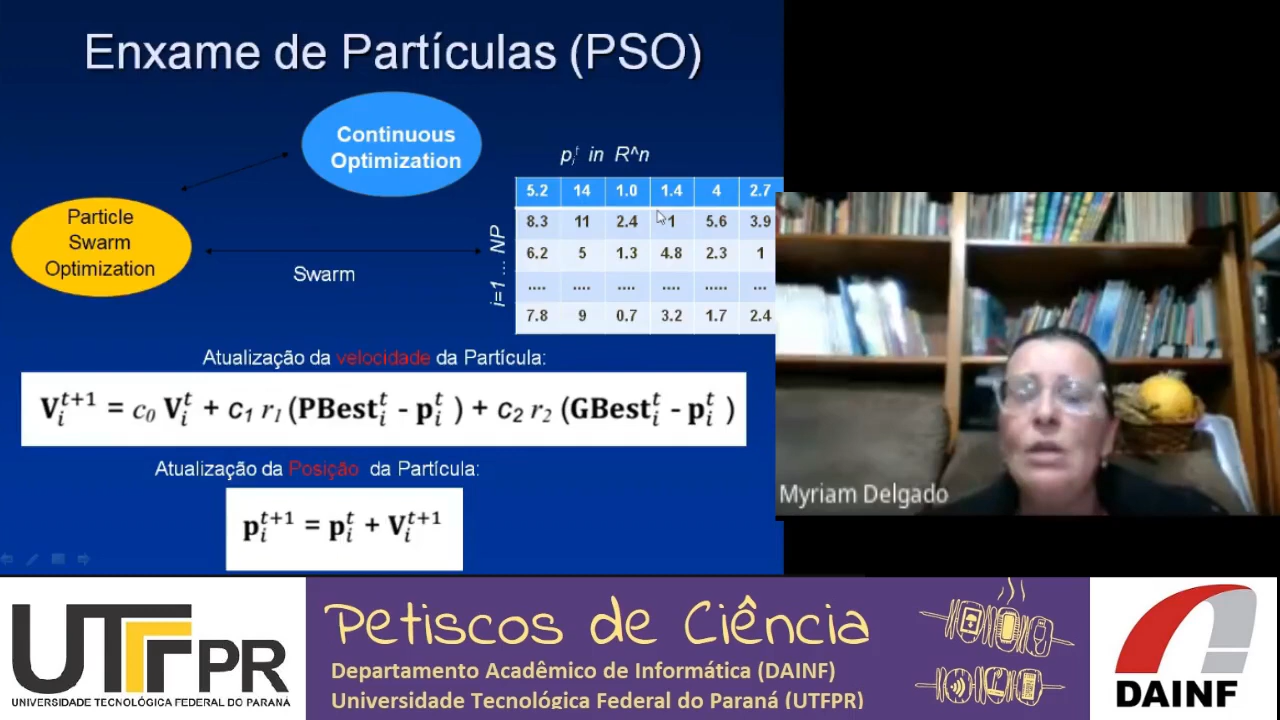 Enxame de Partículas (PSO)
Continuous
Optimization
Particle
Swarm
Optimization
Swarm
p_i^t in R^n
i=1 ... NP
5.2 14 1.0 1.4 4 2.7
8.3 11 2.4 1 5.6 3.9
6.2 5 1.3 4.8 2.3 1
.... .... .... .... ..... ...
7.8 9 0.7 3.2 1.7 2.4
Atualização da velocidade da Partícula:
V_i^{t+1} = c_0 V_i^t + c_1 r_1 (PBest_i^t - p_i^t ) + c_2 r_2 (GBest_i^t - p_i^t )
Atualização da Posição da Partícula:
p_i^{t+1} = p_i^t + V_i^{t+1}
Myriam Delgado
UTFPR
UNIVERSIDADE TECNOLÓGICA FEDERAL DO PARANÁ
Petiscos de Ciência
Departamento Acadêmico de Informática (DAINF)
Universidade Tecnológica Federal do Paraná (UTFPR)
DAINF